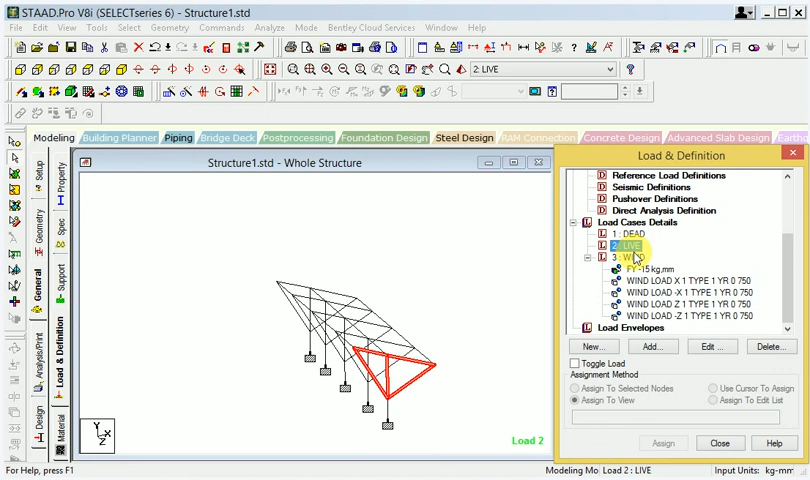 STAAD.Pro V8i (SELECTseries 6) - Structure1.std
File Edit View Tools Select Geometry Commands Analyze Mode Bentley Cloud Services Window Help
2: LIVE
Modeling Building Planner Piping Bridge Deck Postprocessing Foundation Design Steel Design RAM Connection Concrete Design Advanced Slab Design Earthq
Structure1.std - Whole Structure
Setup
Geometry
General
Analysis/Print
Design
Property
Spec
Support
Load & Definition
Material
Y
X
Z
Load 2
Load & Definition
Reference Load Definitions
Seismic Definitions
Pushover Definitions
Direct Analysis Definition
Load Cases Details
1 : DEAD
2 : LIVE
3 : WIND
FY -15 kg,mm
WIND LOAD X 1 TYPE 1 YR 0 750
WIND LOAD -X 1 TYPE 1 YR 0 750
WIND LOAD Z 1 TYPE 1 YR 0 750
WIND LOAD -Z 1 TYPE 1 YR 0 750
Load Envelopes
New... Add... Edit ... Delete...
Toggle Load
Assignment Method
Assign To Selected Nodes Use Cursor To Assign
Assign To View Assign To Edit List
Assign Close Help
For Help, press F1 Modeling Mo Load 2 : LIVE Input Units: kg-mm